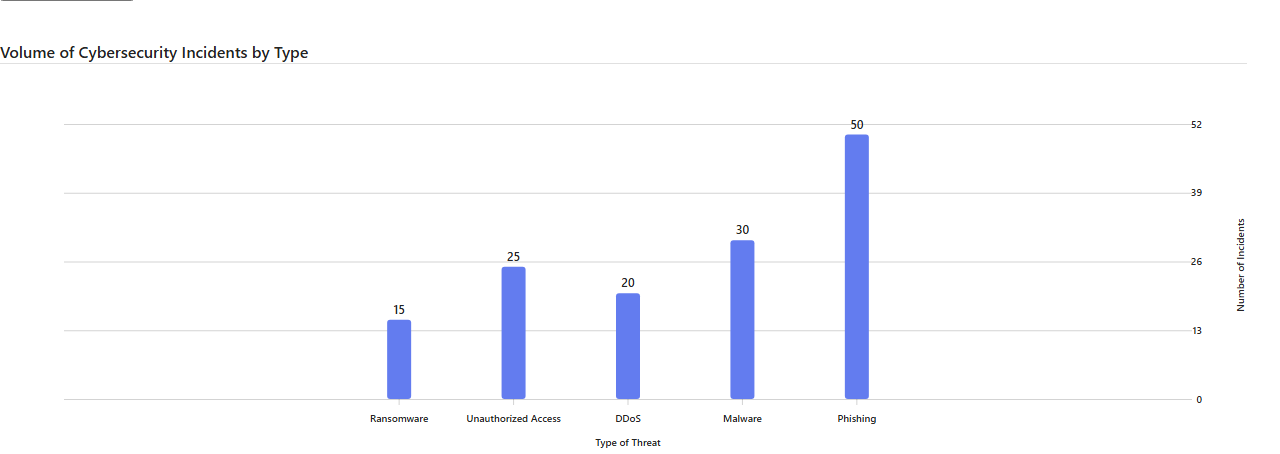 Volume of Cybersecurity Incidents by Type
50
52
39
30
25
26
20
15
13
0
Number of Incidents
Ransomware
Unauthorized Access
DDoS
Malware
Phishing
Type of Threat